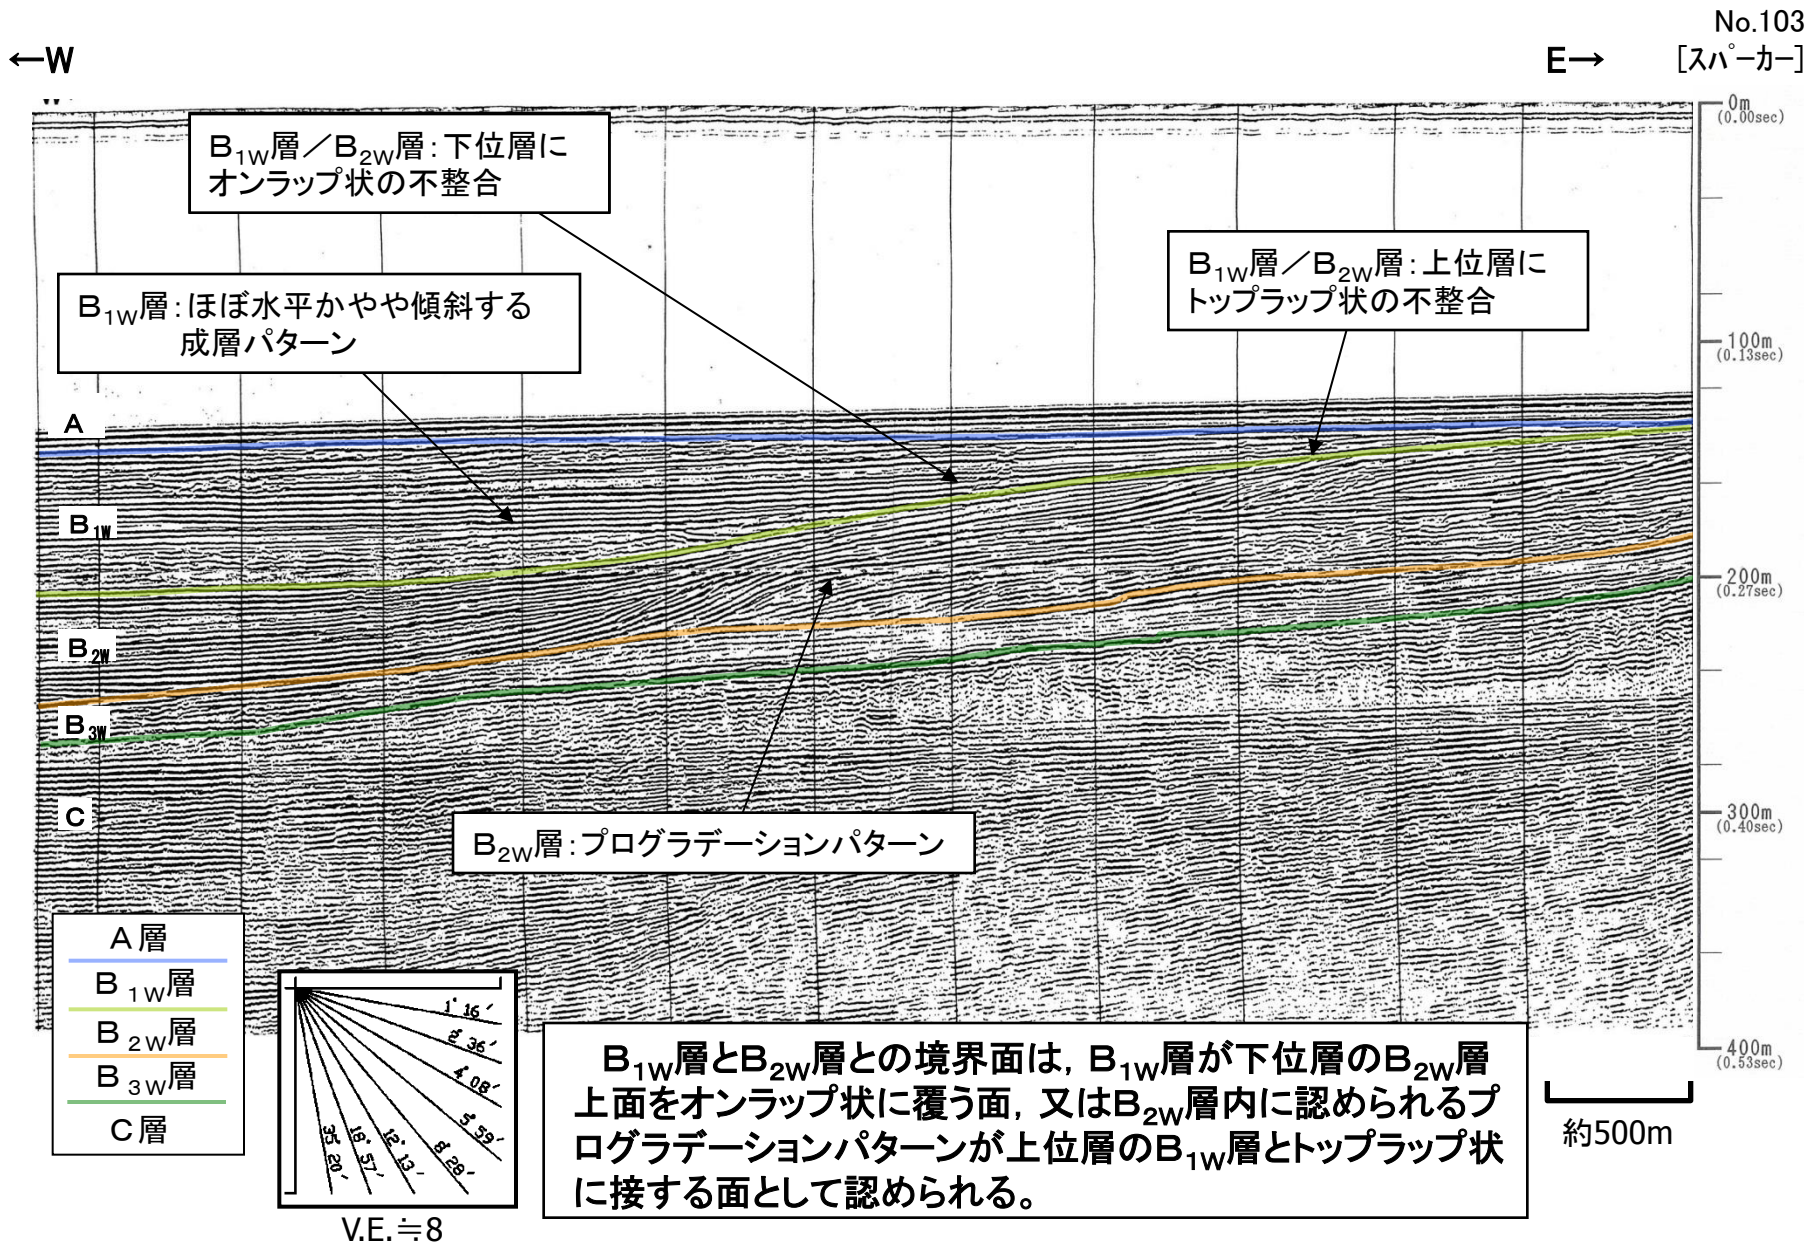 No.103
←W
E→
[スパーカー]
0m
(0.00sec)
B1W層／B2W層：下位層に
オンラップ状の不整合
B1W層／B2W層：上位層に
トップラップ状の不整合
B1W層：ほぼ水平かやや傾斜する
成層パターン
100m
(0.13sec)
A
B1W
200m
(0.27sec)
B2W
B3W
C
300m
(0.40sec)
B2W層：プログラデーションパターン
A層
B1W層
B2W層
B3W層
C層
1°16′
2°36′
4°08′
5°59′
8°28′
12°13′
18°57′
35°20′
V.E.≒8
B1W層とB2W層との境界面は，B1W層が下位層のB2W層
上面をオンラップ状に覆う面，又はB2W層内に認められるプ
ログラデーションパターンが上位層のB1W層とトップラップ状
に接する面として認められる。
400m
(0.53sec)
約500m